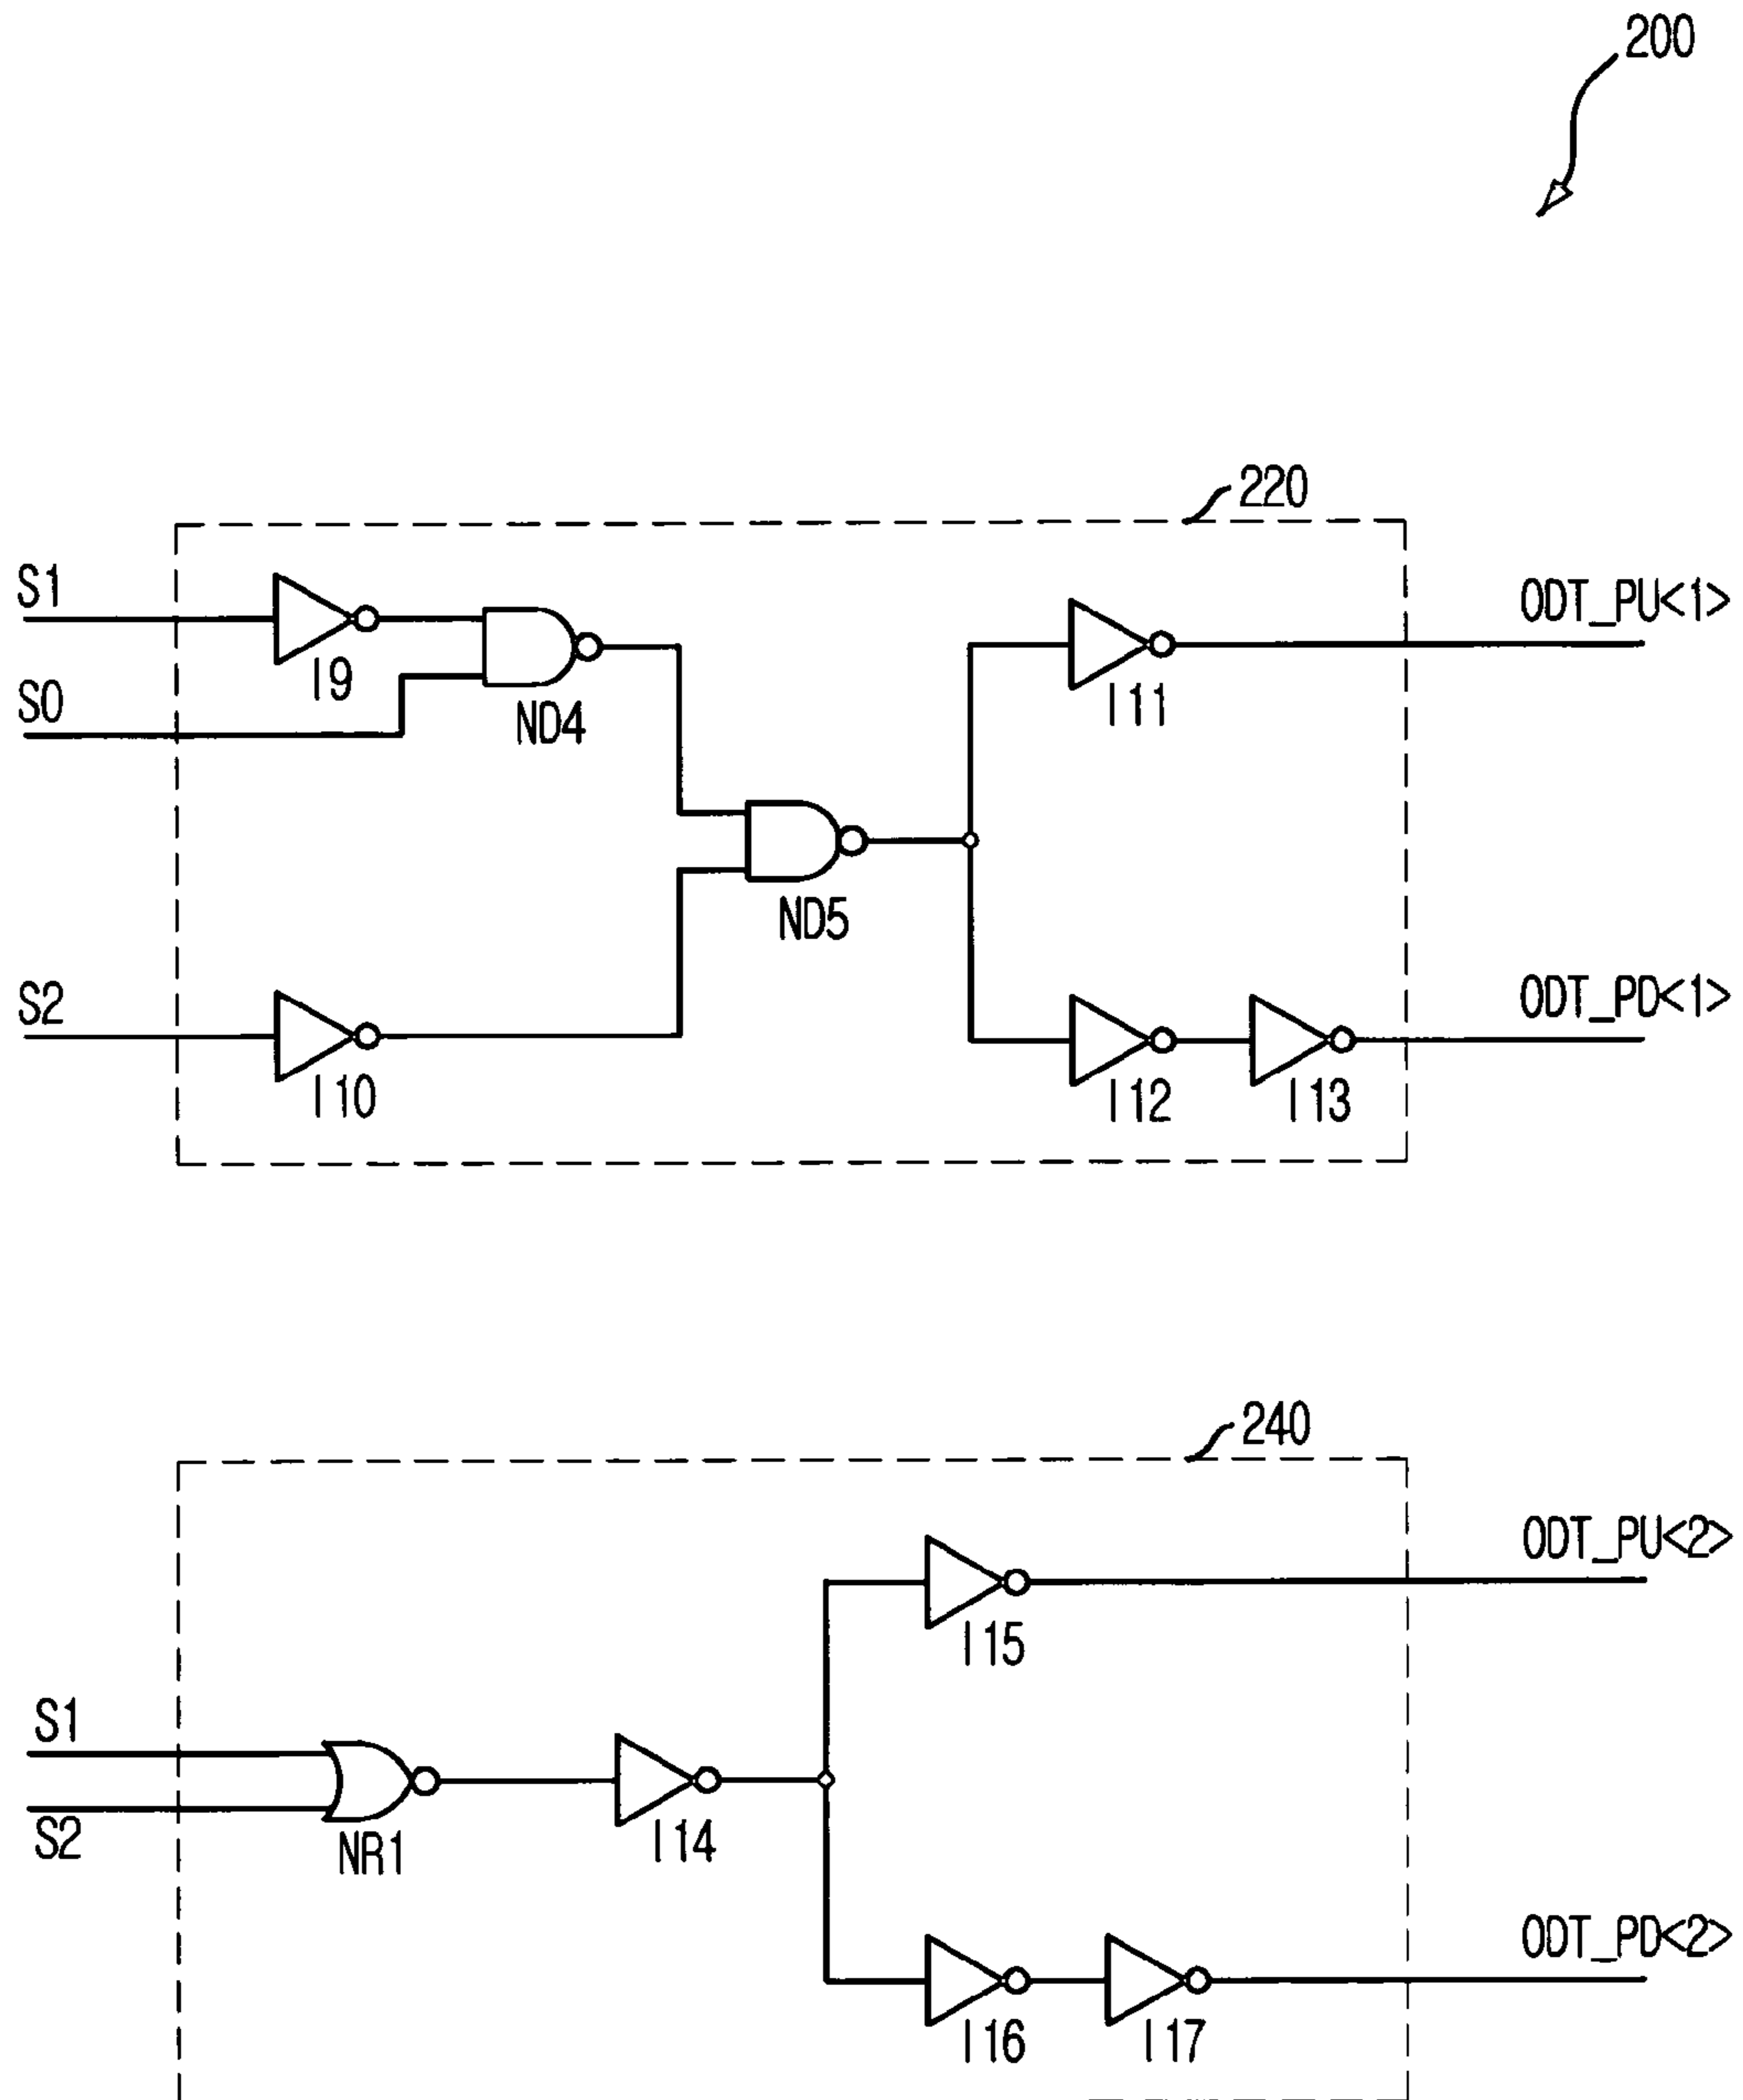 200
220
S1
I9
S0
ND4
I11
ODT_PU<1>
ND5
S2
I10
I12
I13
ODT_PD<1>
240
ODT_PU<2>
I15
S1
S2
NR1
I14
ODT_PD<2>
I16
I17